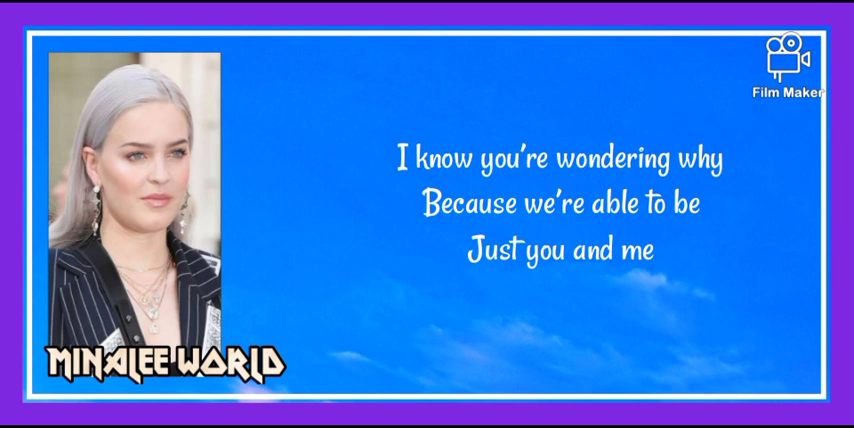 Film Maker
I know you're wondering why
Because we're able to be
Just you and me
MINALEE WORLD